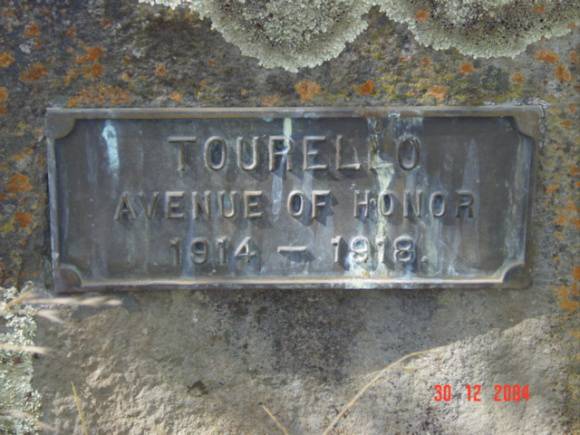 TOURELLO
AVENUE OF HONOR
1914 – 1918.
30 12 2004